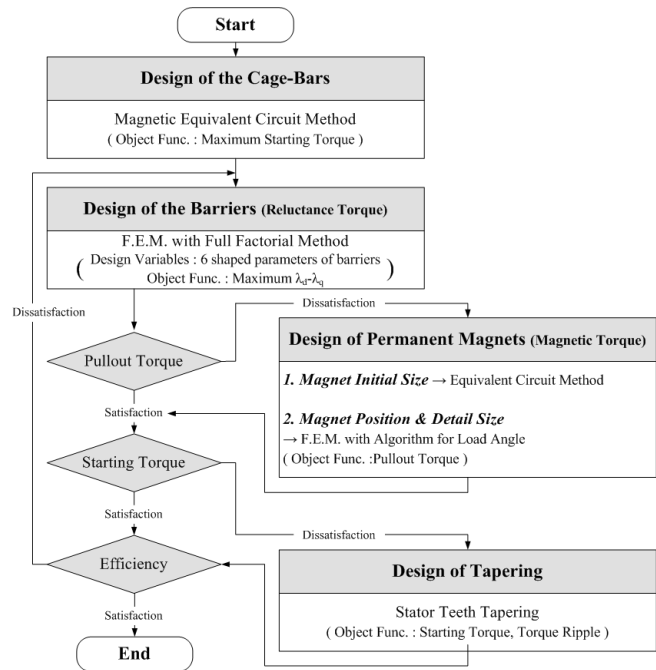 Start
Design of the Cage-Bars
Magnetic Equivalent Circuit Method
( Object Func. : Maximum Starting Torque )
Design of the Barriers (Reluctance Torque)
F.E.M. with Full Factorial Method
( Design Variables : 6 shaped parameters of barriers
Object Func. : Maximum λd-λq )
Dissatisfaction
Dissatisfaction
Pullout Torque
Design of Permanent Magnets (Magnetic Torque)
1. Magnet Initial Size → Equivalent Circuit Method
2. Magnet Position & Detail Size
→ F.E.M. with Algorithm for Load Angle
( Object Func. :Pullout Torque )
Satisfaction
Starting Torque
Satisfaction
Dissatisfaction
Efficiency
Design of Tapering
Stator Teeth Tapering
( Object Func. : Starting Torque, Torque Ripple )
Satisfaction
End